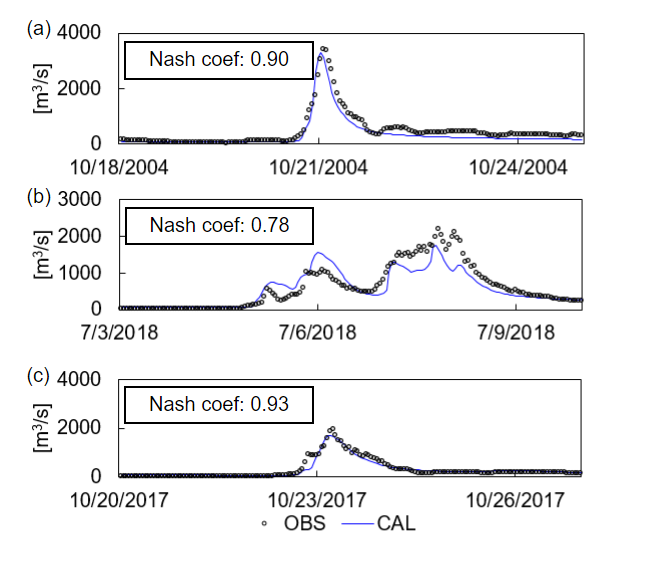 (a)
4000
Nash coef: 0.90
[m³/s]
2000
0
10/18/2004 10/21/2004 10/24/2004
(b)
3000
Nash coef: 0.78
2000
[m³/s]
1000
0
7/3/2018 7/6/2018 7/9/2018
(c)
4000
Nash coef: 0.93
[m³/s]
2000
0
10/20/2017 10/23/2017 10/26/2017
OBS CAL